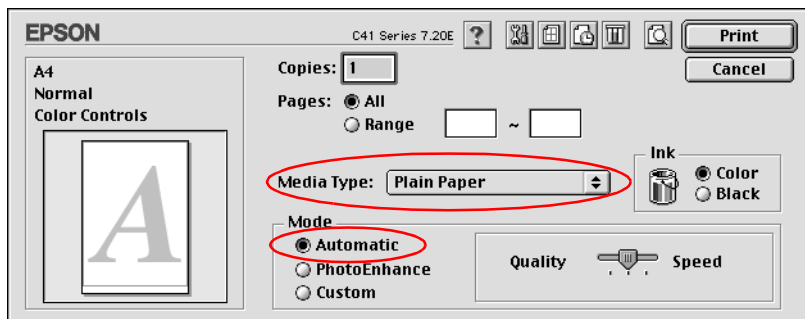 EPSON
C41 Series 7.20E ?
Print
Cancel
A4
Normal
Color Controls
A
Copies: 1
Pages: All
Range ~
Media Type: Plain Paper
Ink
Color
Black
Mode
Automatic
PhotoEnhance
Custom
Quality Speed